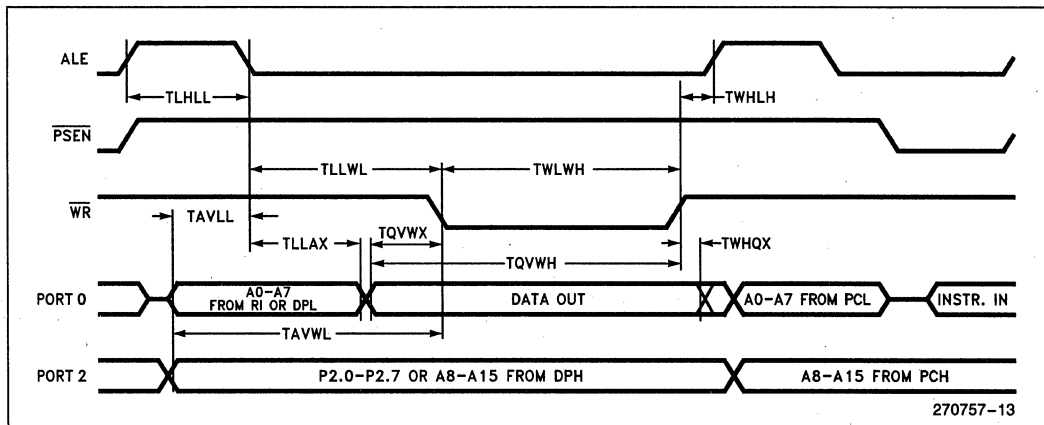 ALE
TLHLL
TWHLH
PSEN
TLLWL
TWLWH
WR
TAVLL
TLLAX
TQVWX
TWHQX
TQVWH
PORT 0
A0-A7
FROM RI OR DPL
DATA OUT
A0-A7 FROM PCL
INSTR. IN
TAVWL
PORT 2
P2.0-P2.7 OR A8-A15 FROM DPH
A8-A15 FROM PCH
270757-13